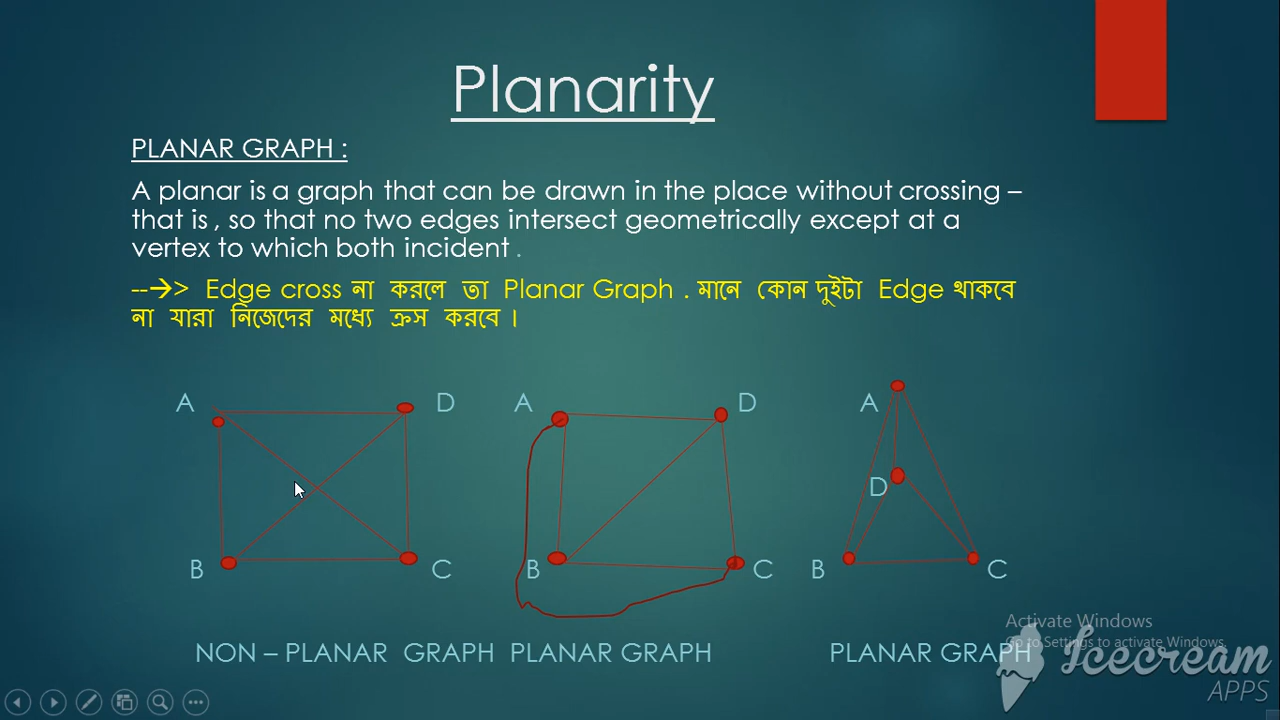 Planarity
PLANAR GRAPH :
A planar is a graph that can be drawn in the place without crossing –
that is , so that no two edges intersect geometrically except at a
vertex to which both incident .
--→> Edge cross না করলে তা Planar Graph . মানে কোন দুইটা Edge থাকবে
না যারা নিজেদের মধ্যে ক্রস করবে ।
A D A D A
D
B C B C B C
Activate Windows
Go to Settings to activate Windows.
NON – PLANAR GRAPH PLANAR GRAPH PLANAR GRAPH
Icecream
APPS